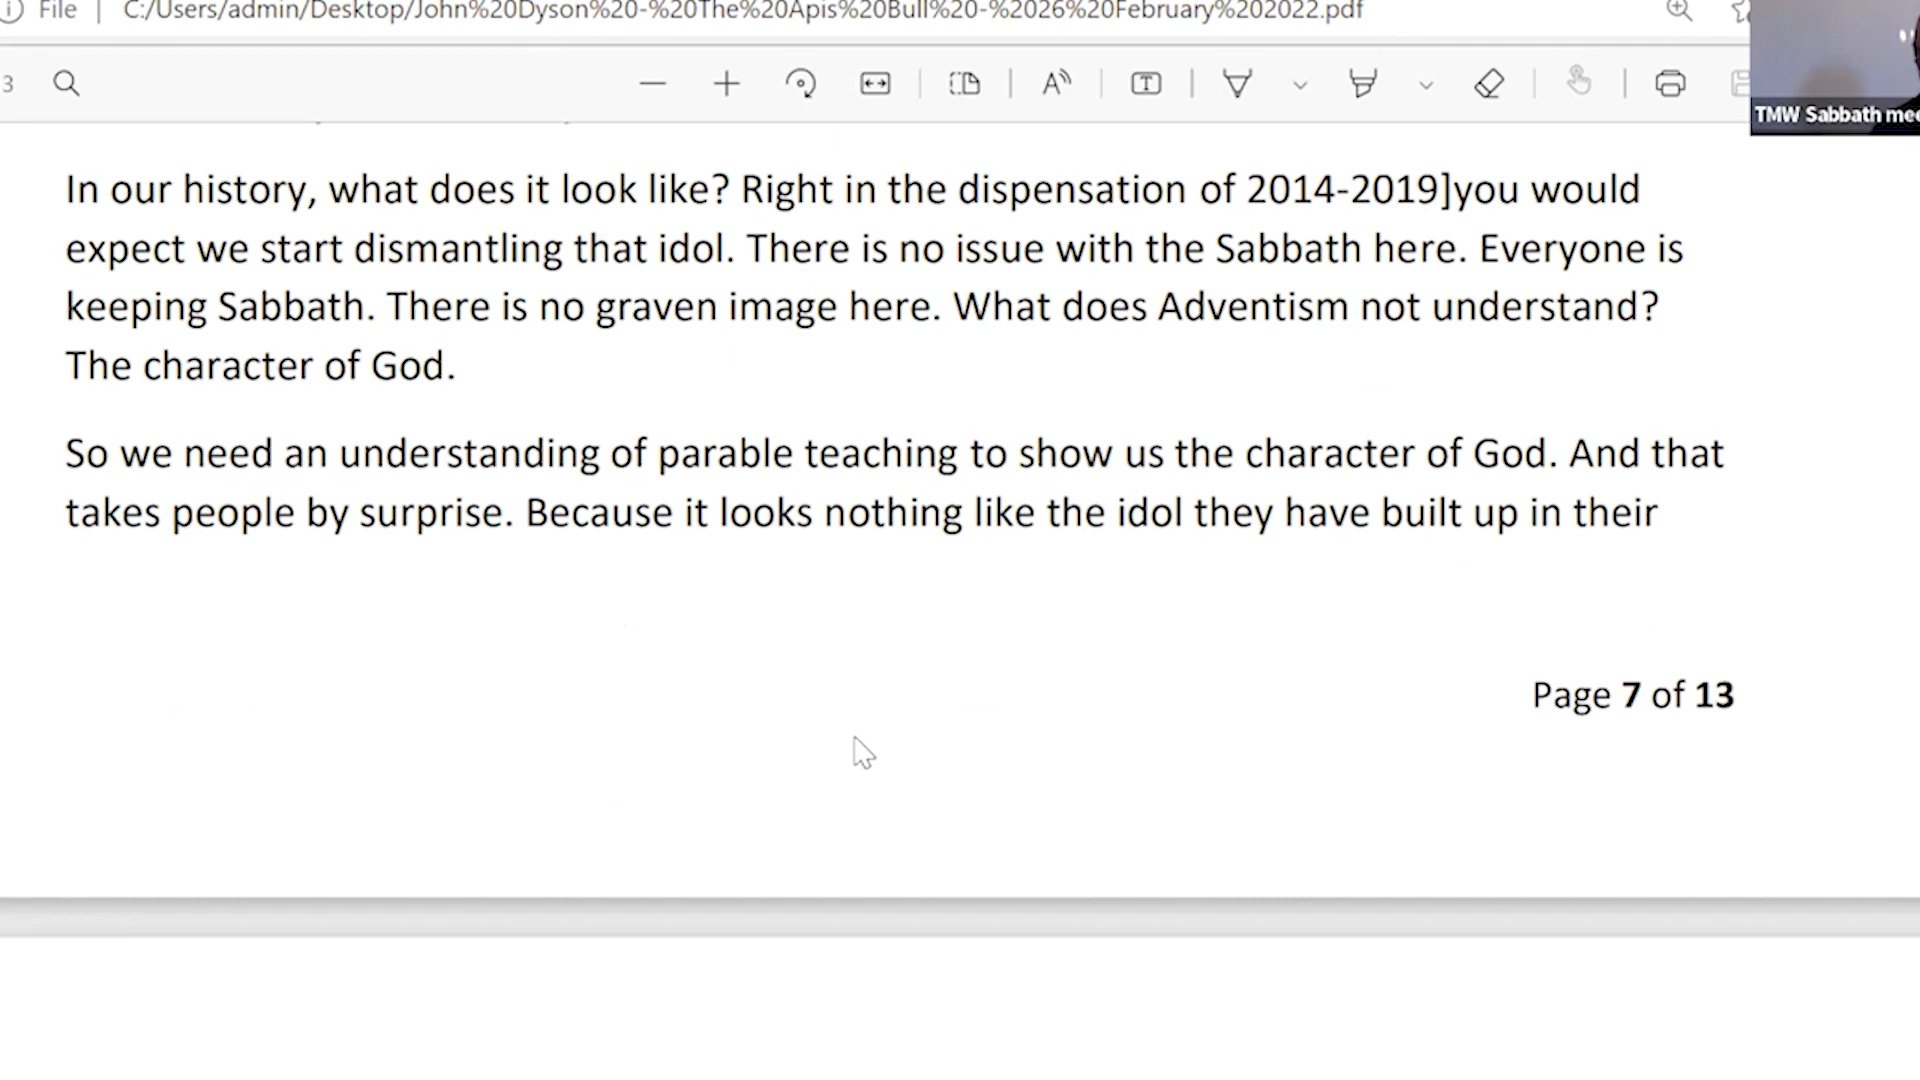 File | C:/Users/admin/Desktop/John%20Dyson%20-%20The%20Apis%20Bull%20-%2026%20February%202022.pdf
3
TMW Sabbath mee
In our history, what does it look like? Right in the dispensation of 2014-2019]you would
expect we start dismantling that idol. There is no issue with the Sabbath here. Everyone is
keeping Sabbath. There is no graven image here. What does Adventism not understand?
The character of God.
So we need an understanding of parable teaching to show us the character of God. And that
takes people by surprise. Because it looks nothing like the idol they have built up in their
Page 7 of 13